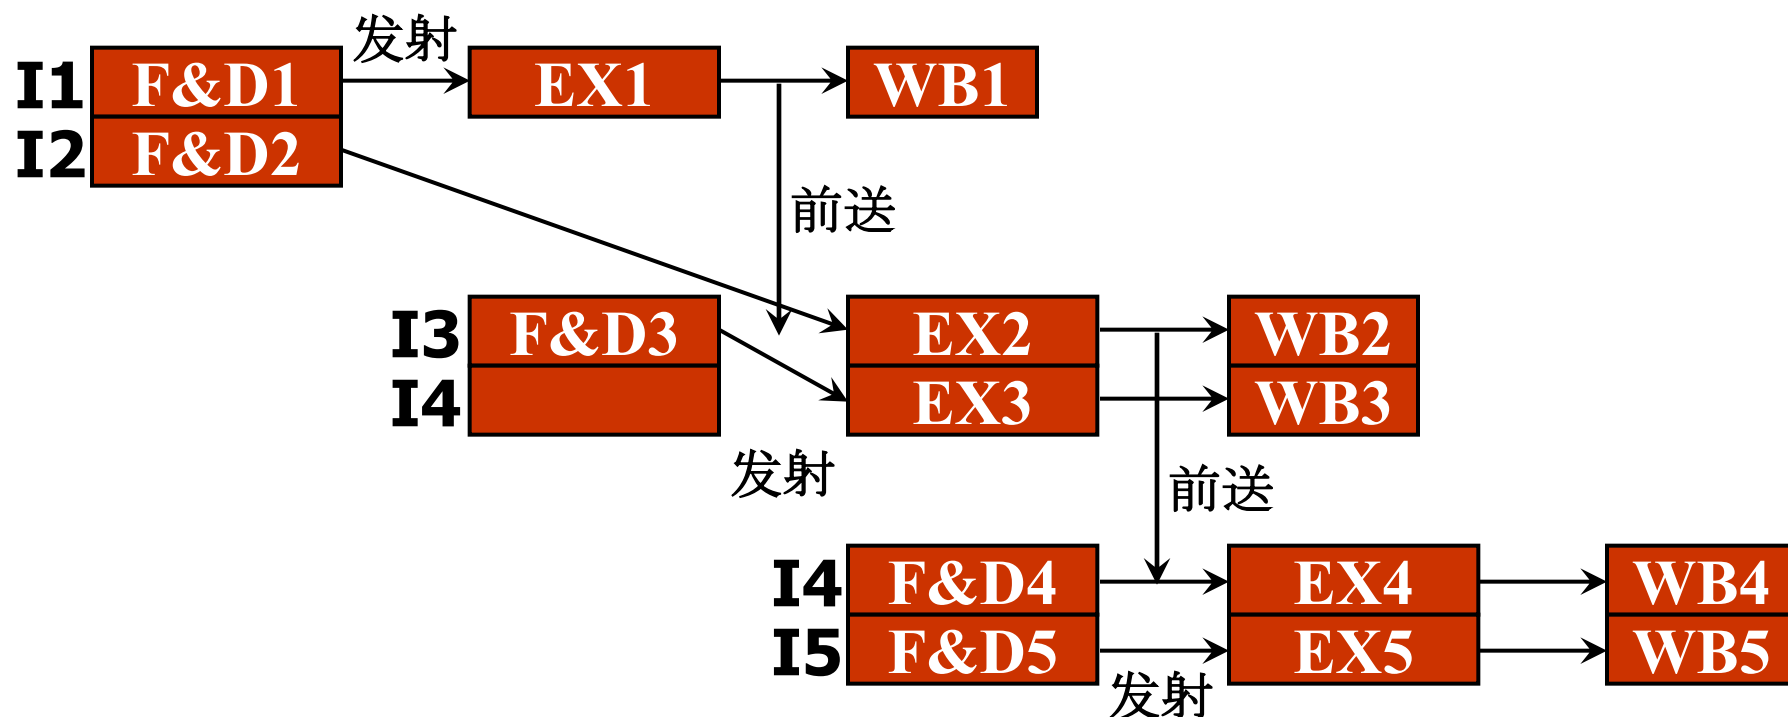 发射
I1 F&D1 EX1 WB1
I2 F&D2
前送
I3 F&D3 EX2 WB2
I4 EX3 WB3
发射
前送
I4 F&D4 EX4 WB4
I5 F&D5 EX5 WB5
发射